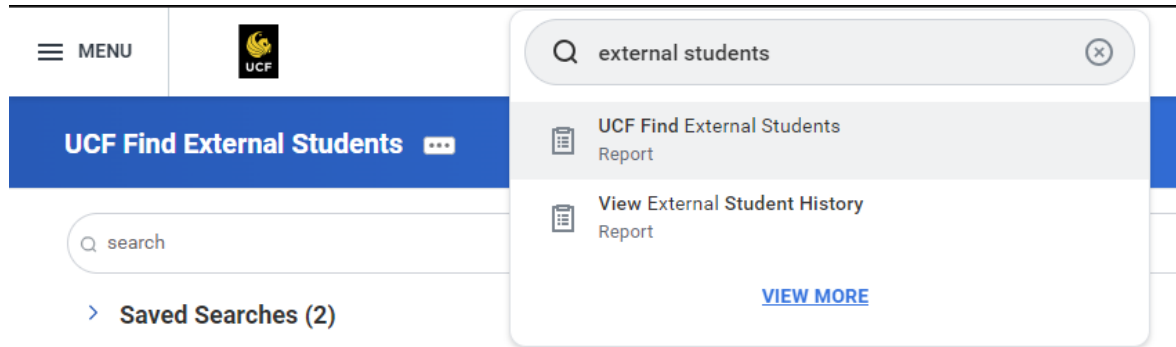 MENU
UCF
external students
UCF Find External Students
UCF Find External Students
Report
View External Student History
Report
VIEW MORE
search
Saved Searches (2)